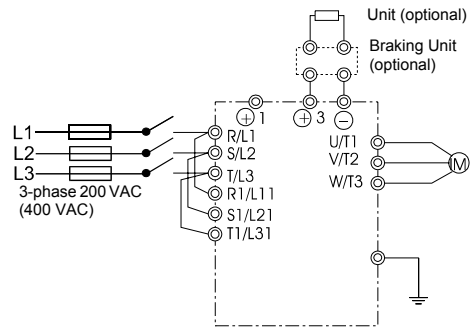 Unit (optional)
Braking Unit
(optional)
+ 1
+ 3
−
L1
L2
L3
3-phase 200 VAC
(400 VAC)
R/L1
S/L2
T/L3
R1/L11
S1/L21
T1/L31
U/T1
V/T2
W/T3
M